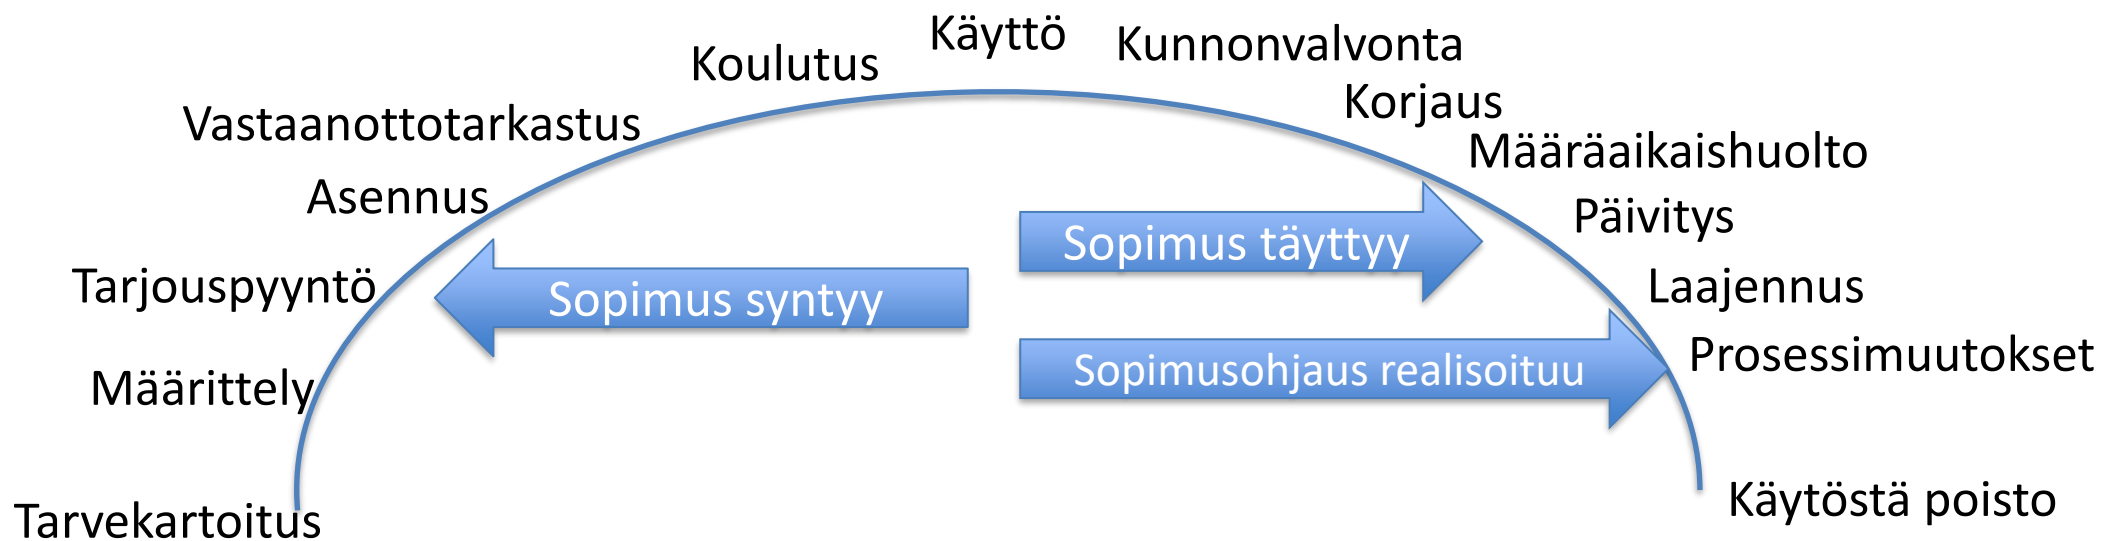 Käyttö
Kunnonvalvonta
Koulutus
Korjaus
Vastaanottotarkastus
Määräaikaishuolto
Asennus
Päivitys
Sopimus täyttyy
Tarjouspyyntö
Sopimus syntyy
Laajennus
Sopimusohjaus realisoituu
Prosessimuutokset
Määrittely
Tarvekartoitus
Käytöstä poisto